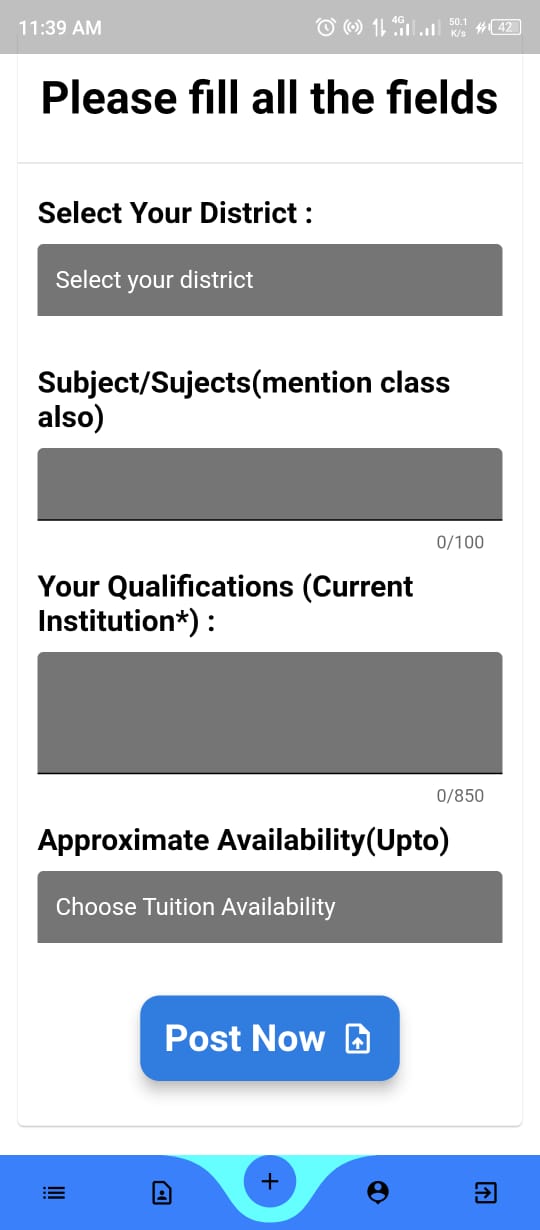 11:39 AM
4G
50.1
K/s
42
Please fill all the fields
Select Your District :
Select your district
Subject/Sujects(mention class
also)
0/100
Your Qualifications (Current
Institution*) :
0/850
Approximate Availability(Upto)
Choose Tuition Availability
Post Now